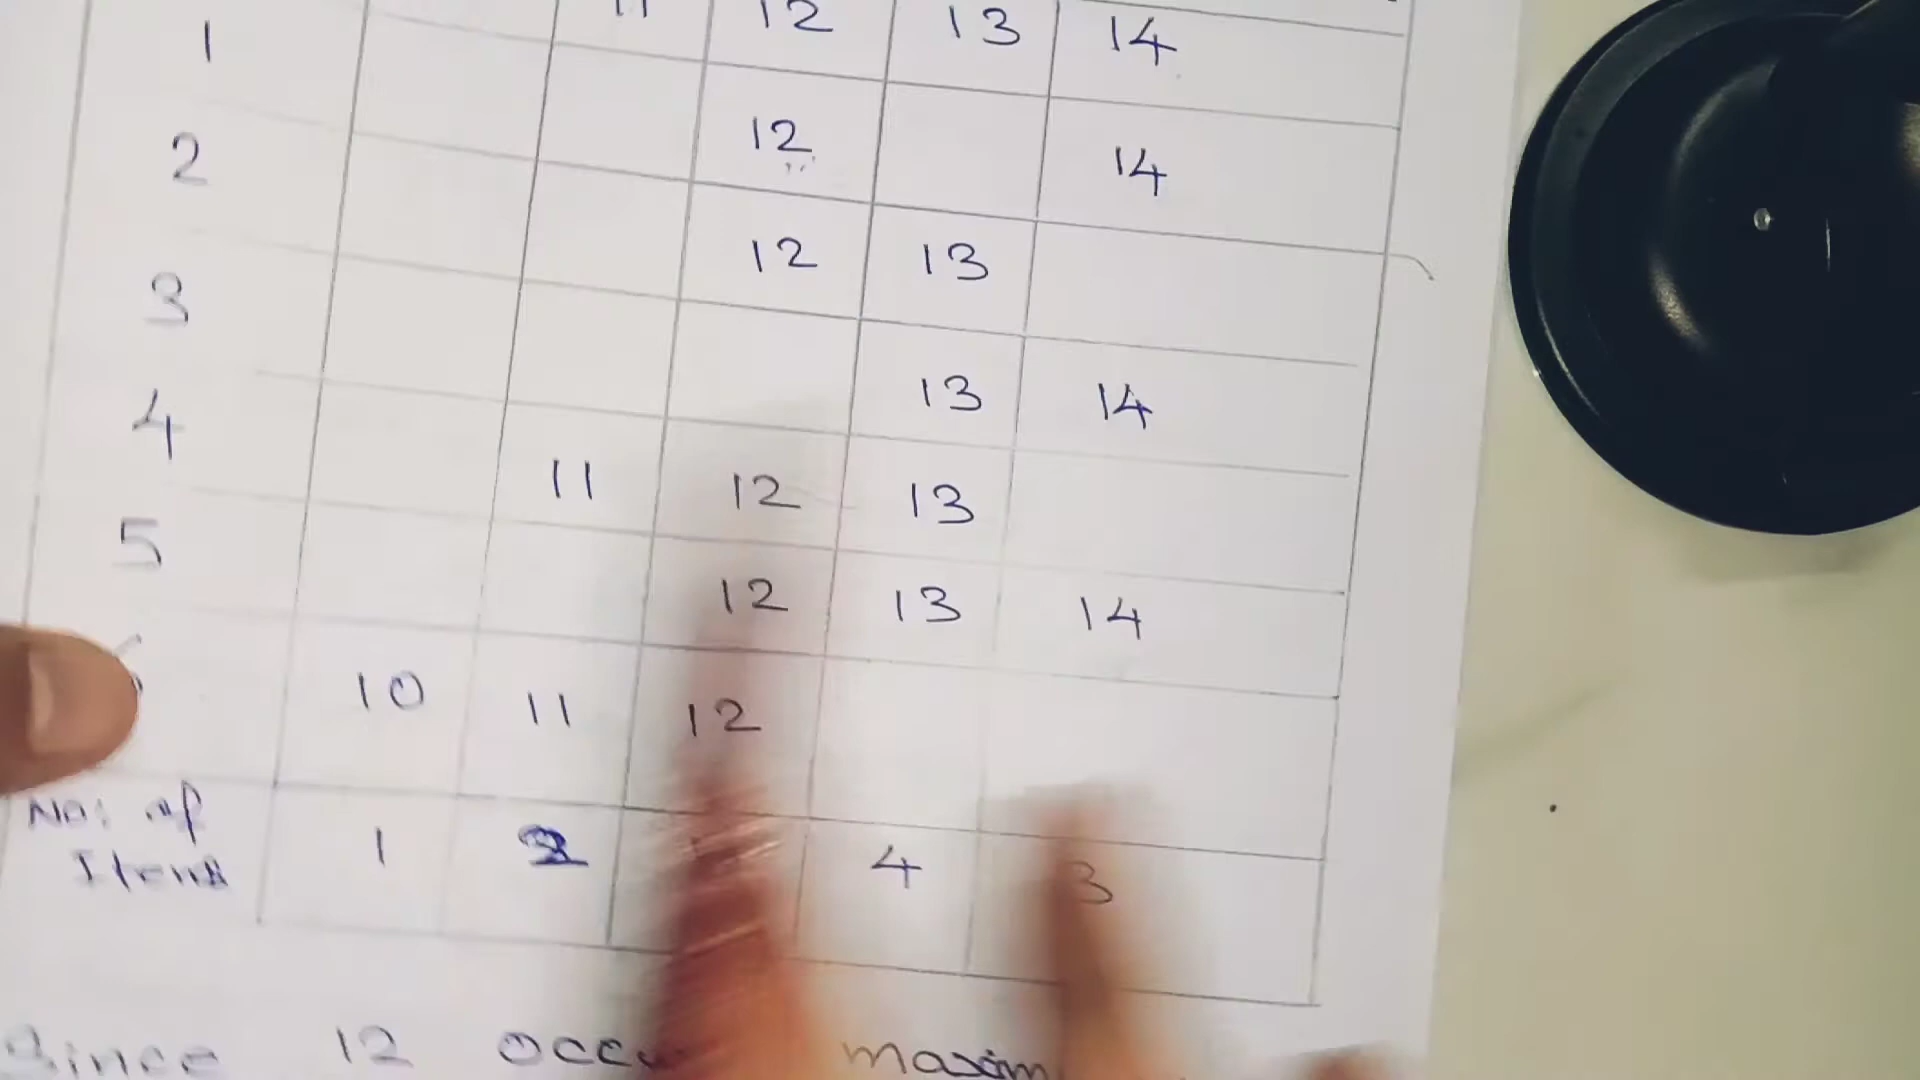 12 13 14
1 12 14
2 12 13
3 13 14
4 11 12 13
5 12 13 14
10 11 12
No: of 1 2 4 3
Items
Since 12